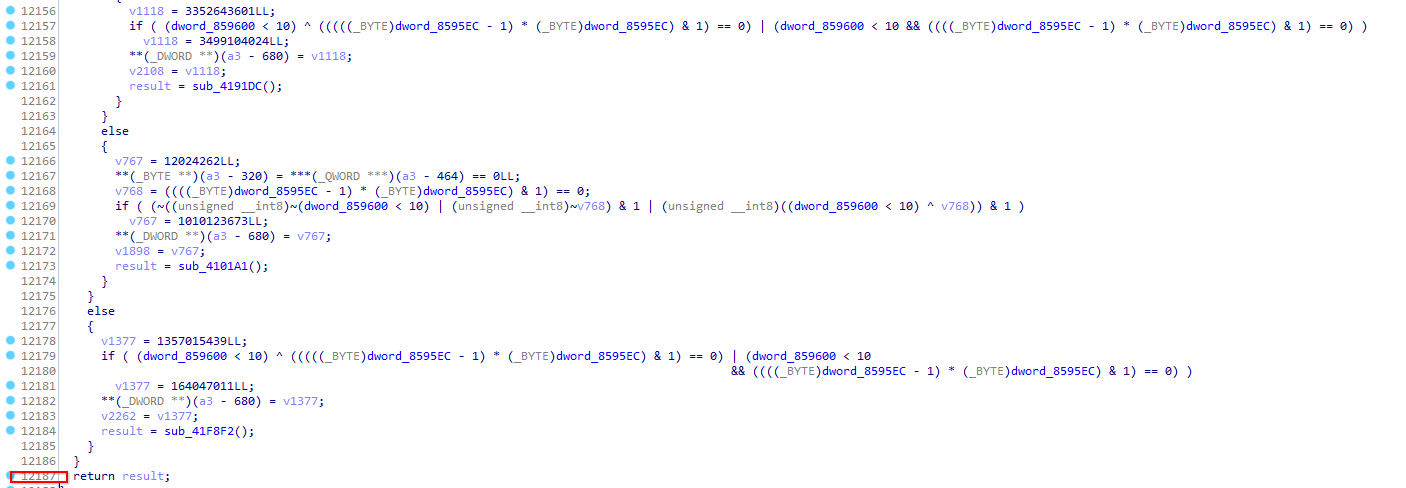 12156 v1118 = 3352643601LL;
12157 if ( (dword_859600 < 10) ^ (((((_BYTE)dword_8595EC - 1) * (_BYTE)dword_8595EC) & 1) == 0) | (dword_859600 < 10 && ((((_BYTE)dword_8595EC - 1) * (_BYTE)dword_8595EC) & 1) == 0) )
12158 v1118 = 3499104024LL;
12159 **(_DWORD **)(a3 - 680) = v1118;
12160 v2108 = v1118;
12161 result = sub_4191DC();
12162 }
12163 }
12164 else
12165 {
12166 v767 = 12024262LL;
12167 **(_BYTE **)(a3 - 320) = ***(_QWORD ***)(a3 - 464) == 0LL;
12168 v768 = ((((_BYTE)dword_8595EC - 1) * (_BYTE)dword_8595EC) & 1) == 0;
12169 if ( (~((unsigned __int8)~(dword_859600 < 10) | (unsigned __int8)~v768) & 1 | (unsigned __int8)((dword_859600 < 10) ^ v768)) & 1 )
12170 v767 = 1010123673LL;
12171 **(_DWORD **)(a3 - 680) = v767;
12172 v1898 = v767;
12173 result = sub_4101A1();
12174 }
12175 }
12176 else
12177 {
12178 v1377 = 1357015439LL;
12179 if ( (dword_859600 < 10) ^ (((((_BYTE)dword_8595EC - 1) * (_BYTE)dword_8595EC) & 1) == 0) | (dword_859600 < 10
12180 && ((((_BYTE)dword_8595EC - 1) * (_BYTE)dword_8595EC) & 1) == 0) )
12181 v1377 = 164047011LL;
12182 **(_DWORD **)(a3 - 680) = v1377;
12183 v2262 = v1377;
12184 result = sub_41F8F2();
12185 }
12186 }
12187 return result;